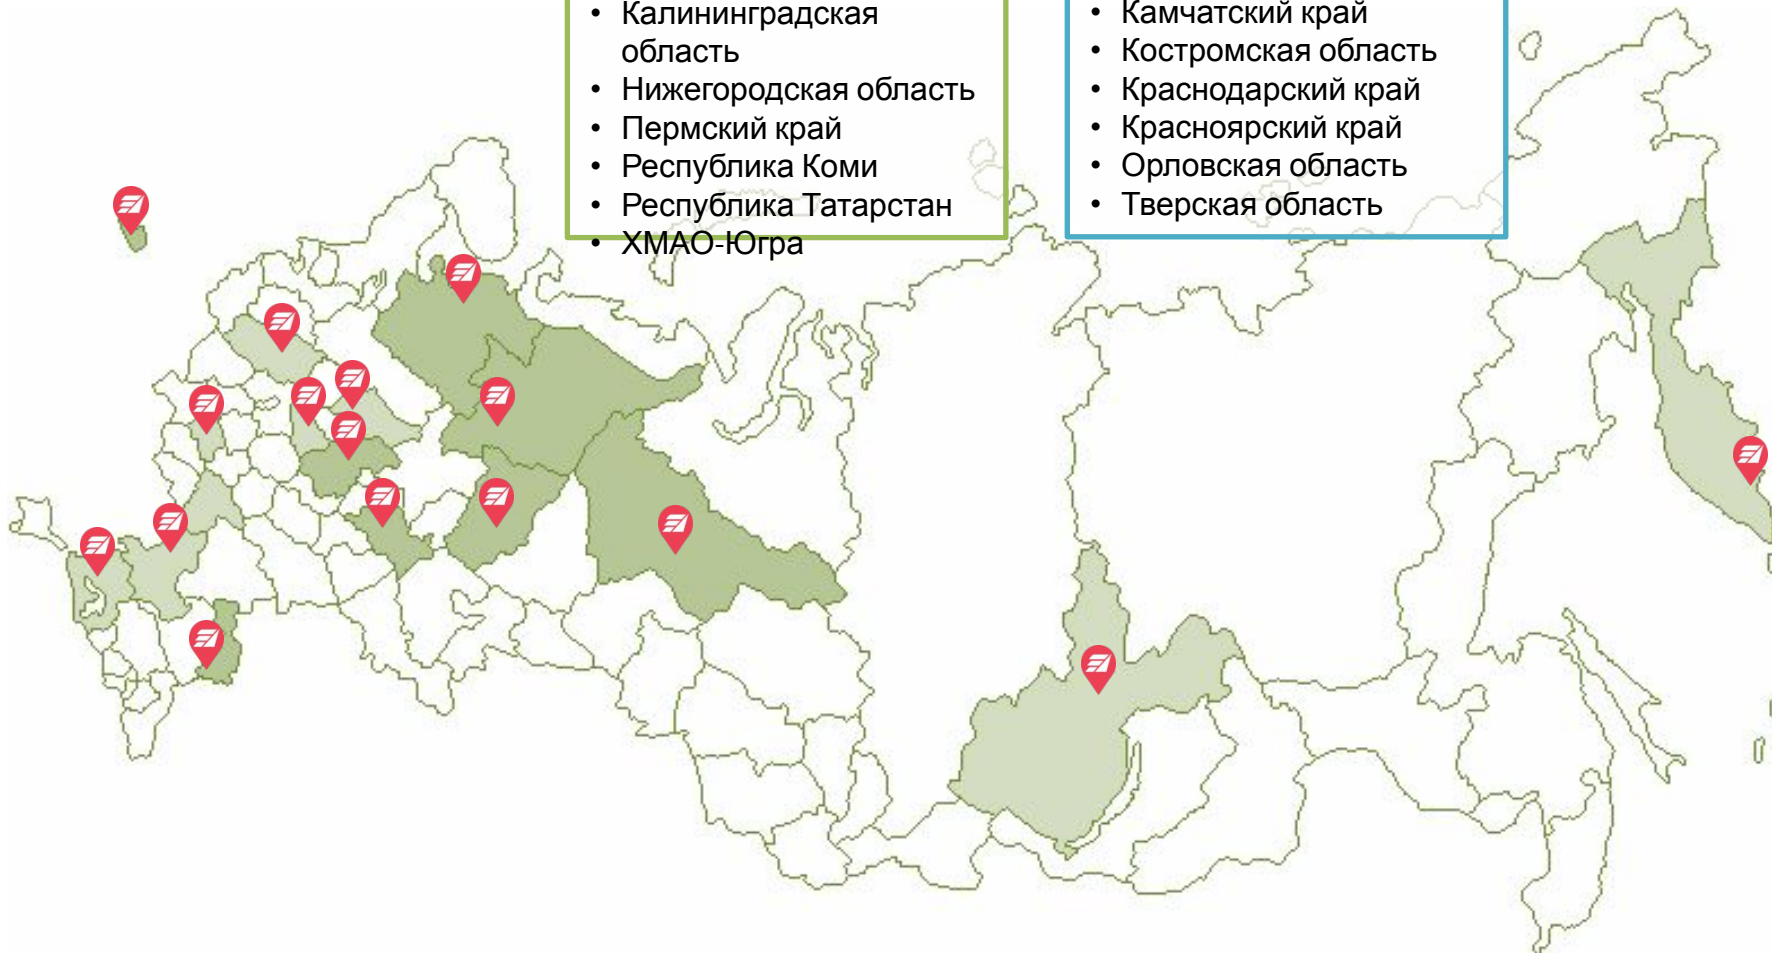 • Калининградская
область
• Нижегородская область
• Пермский край
• Республика Коми
• Республика Татарстан
• ХМАО-Югра
• Камчатский край
• Костромская область
• Краснодарский край
• Красноярский край
• Орловская область
• Тверская область